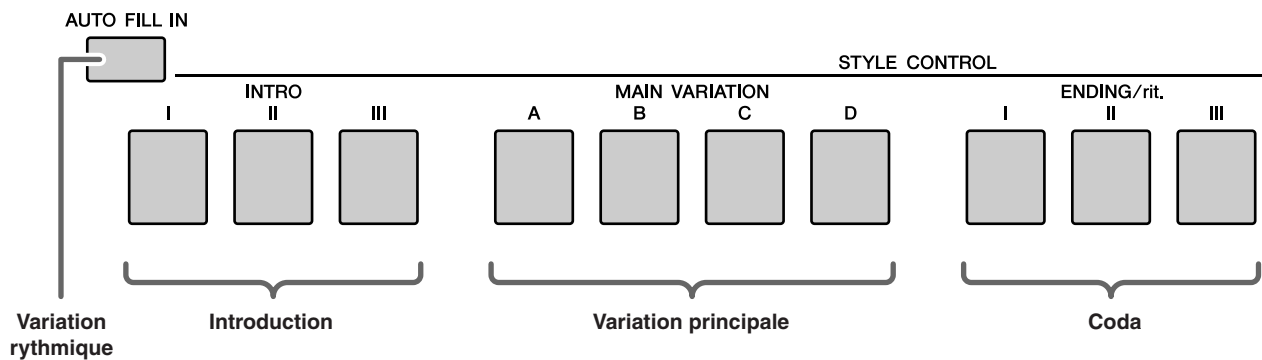 AUTO FILL IN
STYLE CONTROL
INTRO
MAIN VARIATION
ENDING/rit.
I II III
A B C D
I II III
Variation
rythmique
Introduction
Variation principale
Coda